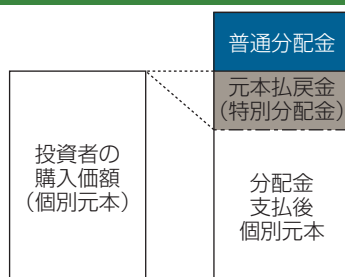 普通分配金
元本払戻金
(特別分配金)
投資者の
購入価額
(個別元本)
分配金
支払後
個別元本